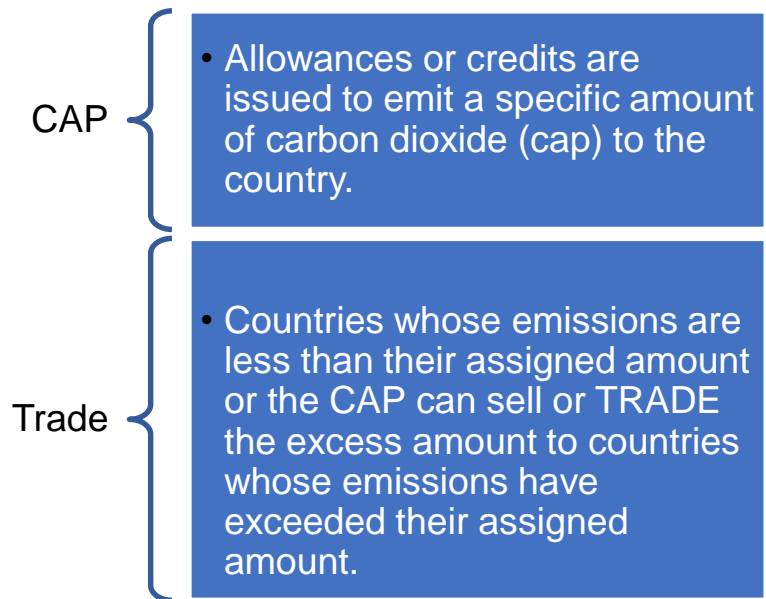 CAP
• Allowances or credits are
issued to emit a specific amount
of carbon dioxide (cap) to the
country.
Trade
• Countries whose emissions are
less than their assigned amount
or the CAP can sell or TRADE
the excess amount to countries
whose emissions have
exceeded their assigned
amount.